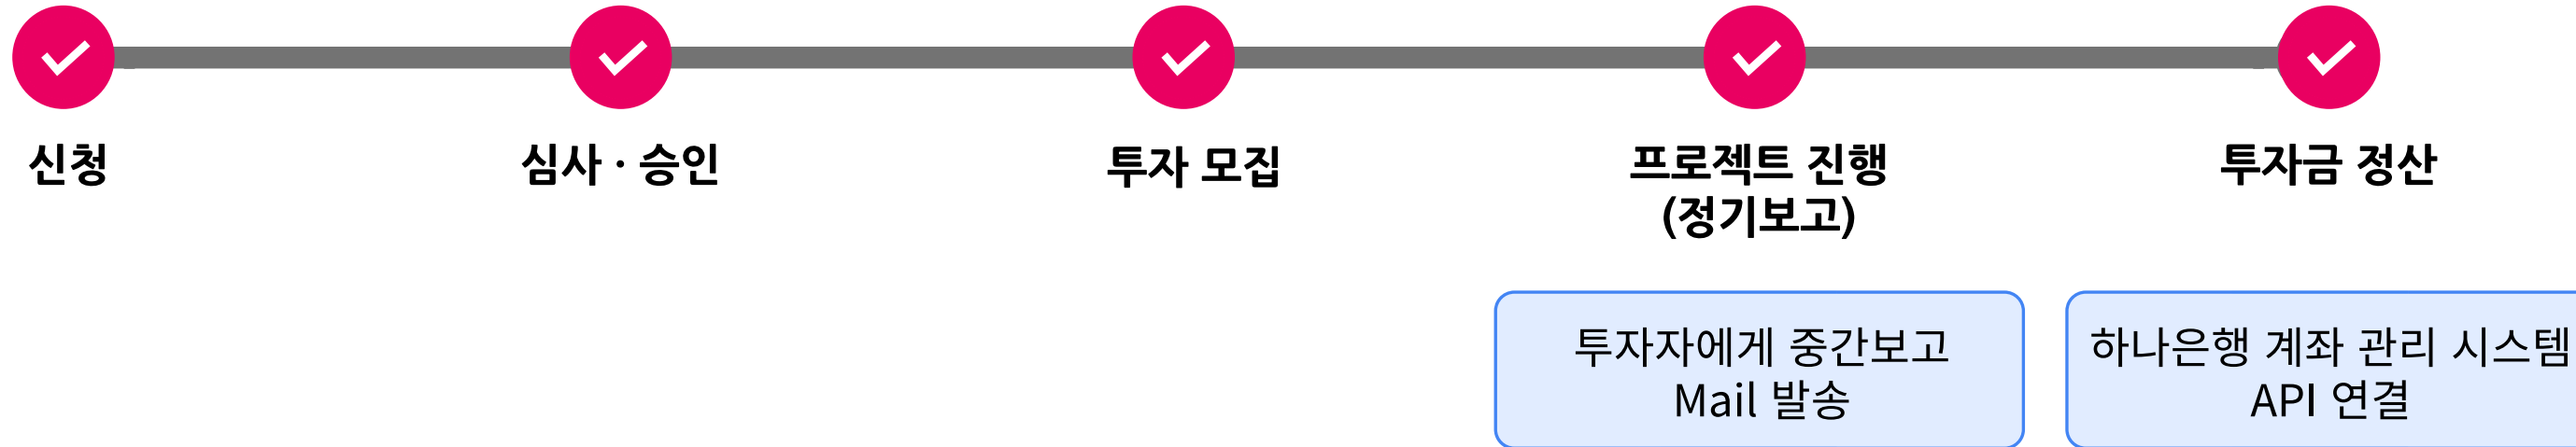 신청
심사 · 승인
투자 모집
프로젝트 진행
(정기보고)
투자금 정산
투자자에게 중간보고
Mail 발송
하나은행 계좌 관리 시스템
API 연결